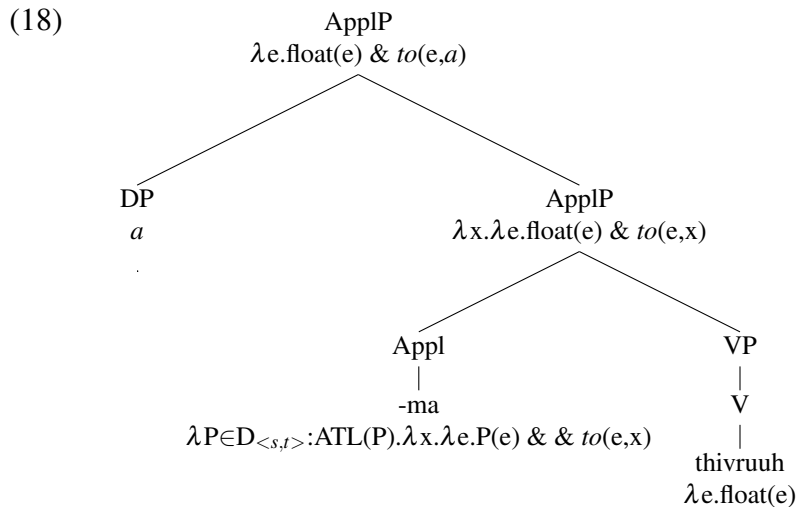 (18)
ApplP
λe.float(e) & to(e,a)
DP
a
.
ApplP
λx.λe.float(e) & to(e,x)
Appl
-ma
λP∈D<s,t>:ATL(P).λx.λe.P(e) & & to(e,x)
VP
V
thivruuh
λe.float(e)